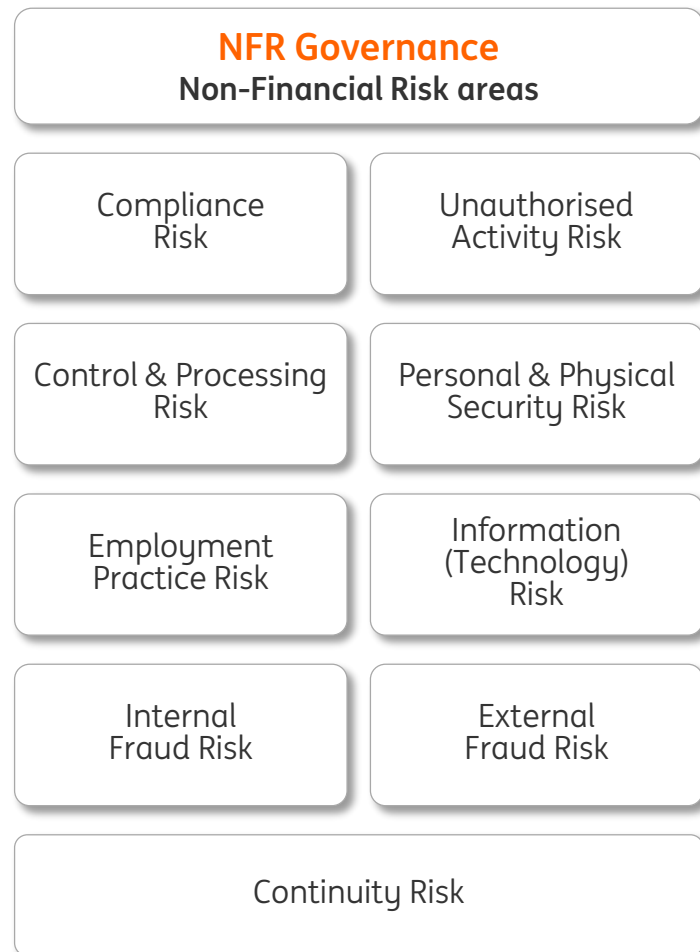 NFR Governance
Non-Financial Risk areas
Compliance
Risk
Unauthorised
Activity Risk
Control & Processing
Risk
Personal & Physical
Security Risk
Employment
Practice Risk
Information
(Technology)
Risk
Internal
Fraud Risk
External
Fraud Risk
Continuity Risk